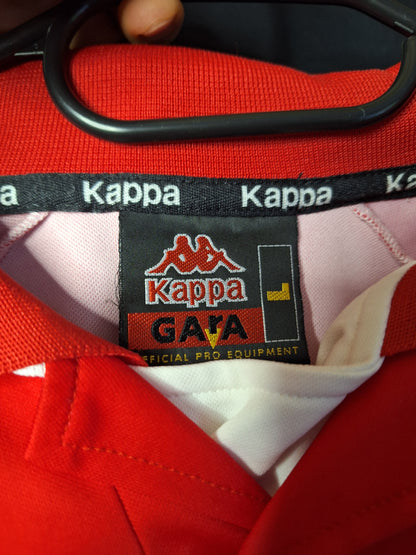 a Kappa Kappa Ka
Kappa
L
GArA
OFFICIAL PRO EQUIPMENT